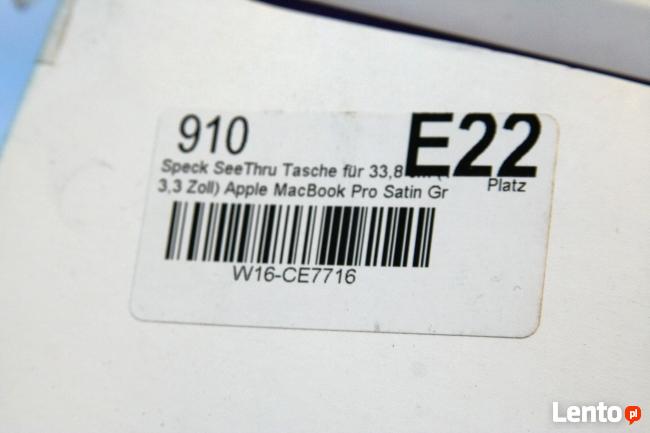 910 E22
Speck SeeThru Tasche für 33,8
3,3 Zoll) Apple MacBook Pro Satin Gr
Platz
W16-CE7716
Lento.pl